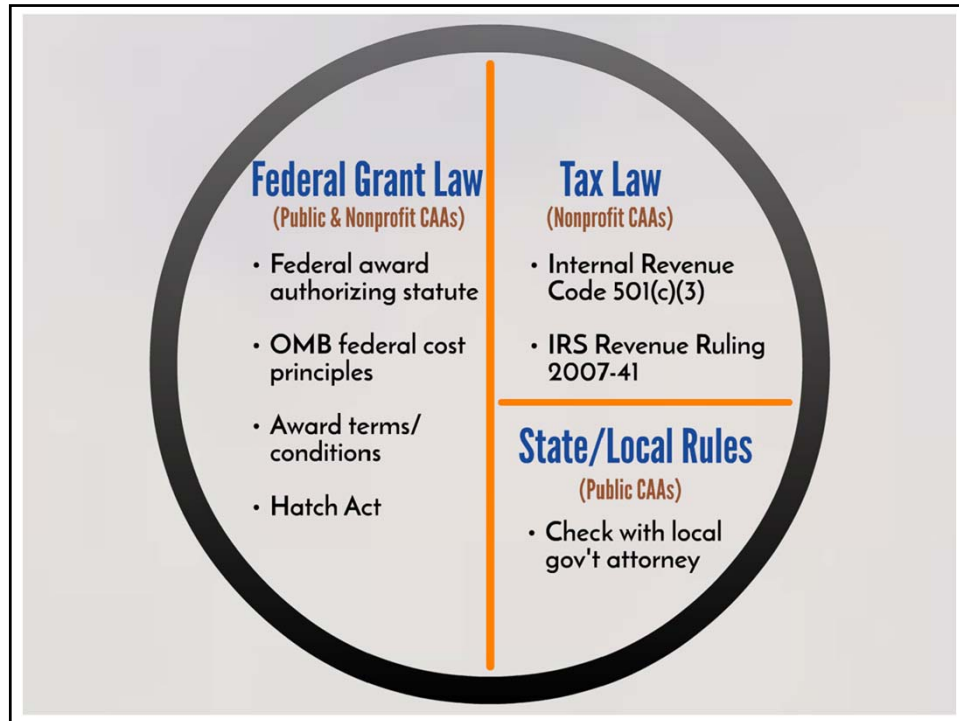 Federal Grant Law
(Public & Nonprofit CAAs)
• Federal award
authorizing statute
• OMB federal cost
principles
• Award terms/
conditions
• Hatch Act
Tax Law
(Nonprofit CAAs)
• Internal Revenue
Code 501(c)(3)
• IRS Revenue Ruling
2007-41
State/Local Rules
(Public CAAs)
• Check with local
gov't attorney